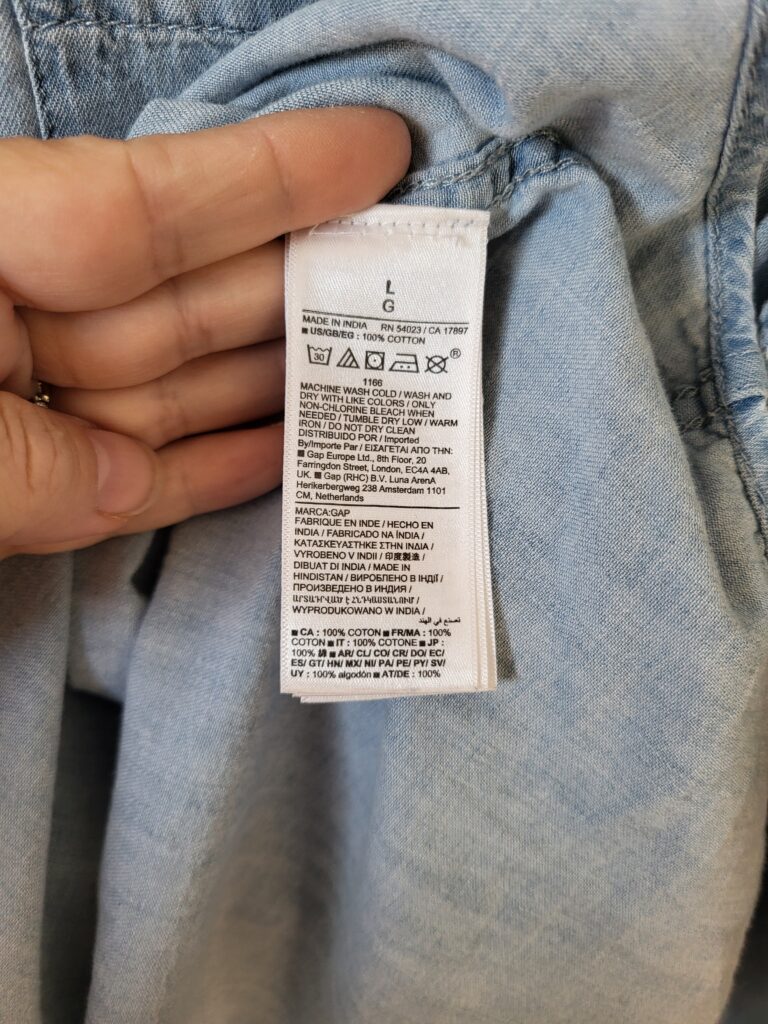 L
G
MADE IN INDIA RN 54023 / CA 17897
■ US/GB/EG : 100% COTTON
30
®
1166
MACHINE WASH COLD / WASH AND
DRY WITH LIKE COLORS / ONLY
NON-CHLORINE BLEACH WHEN
NEEDED / TUMBLE DRY LOW / WARM
IRON / DO NOT DRY CLEAN
DISTRIBUIDO POR / Imported
By/Importe Par / ΕΙΣΑΓΕΤΑΙ ΑΠΟ ΤΗΝ:
■ Gap Europe Ltd., 8th Floor, 20
Farringdon Street, London, EC4A 4AB,
UK. ■ Gap (RHC) B.V. Luna ArenA
Herikerbergweg 238 Amsterdam 1101
CM, Netherlands
MARCA:GAP
FABRIQUE EN INDE / HECHO EN
INDIA / FABRICADO NA ÍNDIA /
ΚΑΤΑΣΚΕΥΑΣΤΗΚΕ ΣΤΗΝ ΙΝΔΙΑ /
VYROBENO V INDII / 印度製造 /
DIBUAT DI INDIA / MADE IN
HINDISTAN / ВИРОБЛЕНО В ІНДІЇ /
ПРОИЗВЕДЕНО В ИНДИЯ /
ԱՐՏԱԴՐՎԱԾ Է ՀՆԴԿԱՍՏԱՆՈՒՄ /
WYPRODUKOWANO W INDIA /
تصنع في الهند
■ CA : 100% COTON ■ FR/MA : 100%
COTON ■ IT : 100% COTONE ■ JP :
100% 綿 ■ AR/ CL/ CO/ CR/ DO/ EC/
ES/ GT/ HN/ MX/ NI/ PA/ PE/ PY/ SV/
UY : 100% algodón ■ AT/DE : 100%